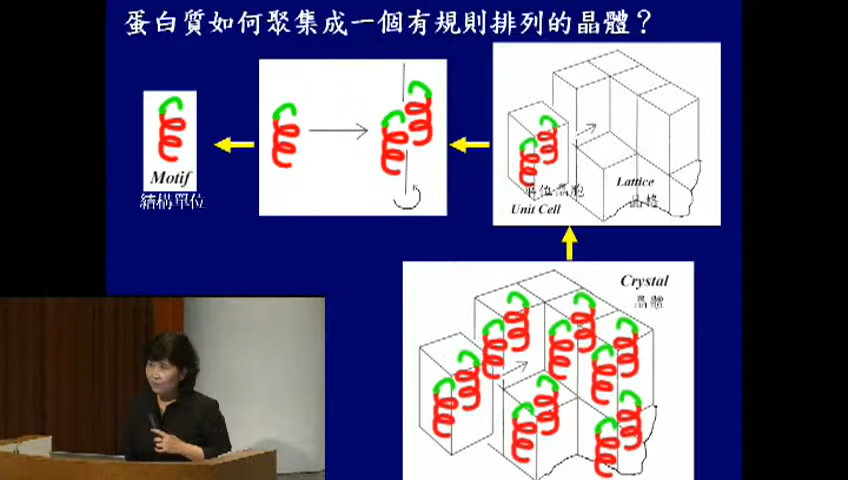 蛋白質如何聚集成一個有規則排列的晶體？
Motif
結構單位
單位晶胞
Unit Cell
Lattice
晶格
Crystal
晶體